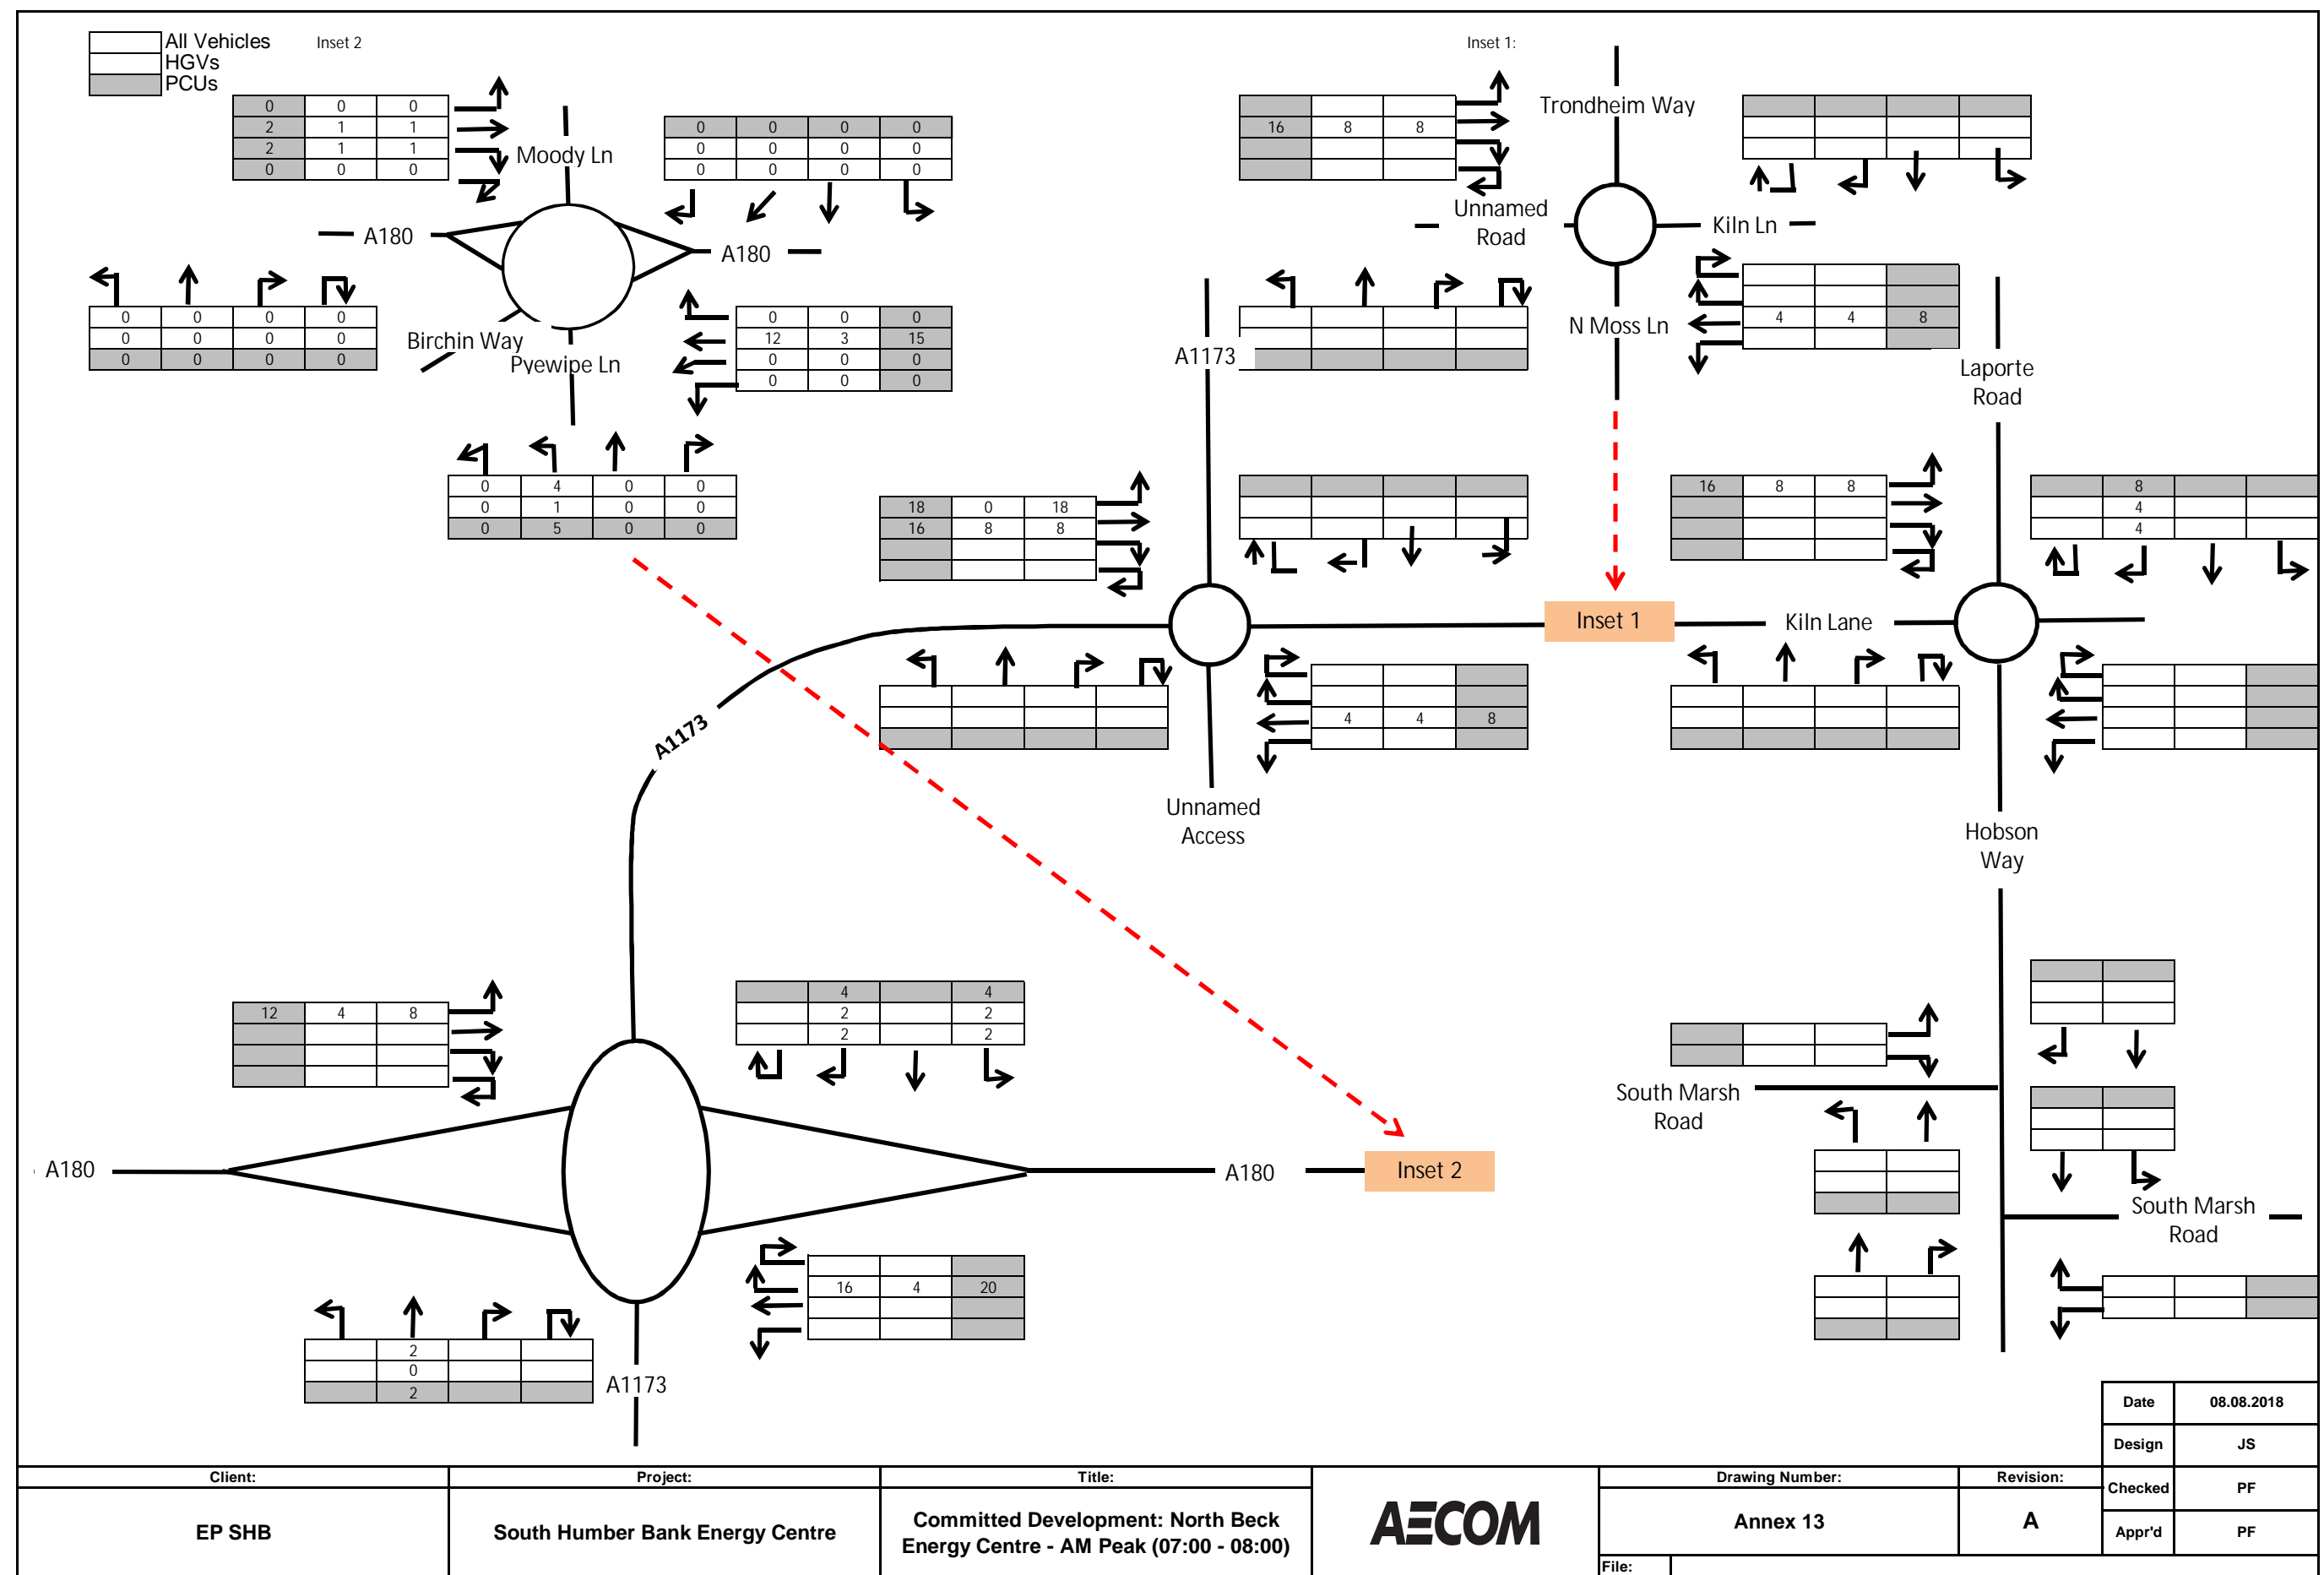 All Vehicles
HGVs
PCUs
Inset 2
0 0 0
2 1 1
2 1 1
0 0 0
Moody Ln
0 0 0 0
0 0 0 0
0 0 0 0
A180
A180
0 0 0 0
0 0 0 0
0 0 0 0
Birchin Way
Pyewipe Ln
0 0 0
12 3 15
0 0 0
0 0 0
0 4 0 0
0 1 0 0
0 5 0 0
Inset 1:
Trondheim Way
16 8 8
Unnamed
Road
Kiln Ln
N Moss Ln
4 4 8
A1173
Laporte
Road
18 0 18
16 8 8
16 8 8
8
4
4
Inset 1
Kiln Lane
4 4 8
A1173
Unnamed
Access
Hobson
Way
12 4 8
4 4
2 2
2 2
A180
A180
Inset 2
16 4 20
2
0
2
A1173
South Marsh
Road
South Marsh
Road
Date 08.08.2018
Design JS
Checked PF
Appr'd PF
Client:
EP SHB
Project:
South Humber Bank Energy Centre
Title:
Committed Development: North Beck
Energy Centre - AM Peak (07:00 - 08:00)
AECOM
Drawing Number:
Annex 13
Revision:
A
File: